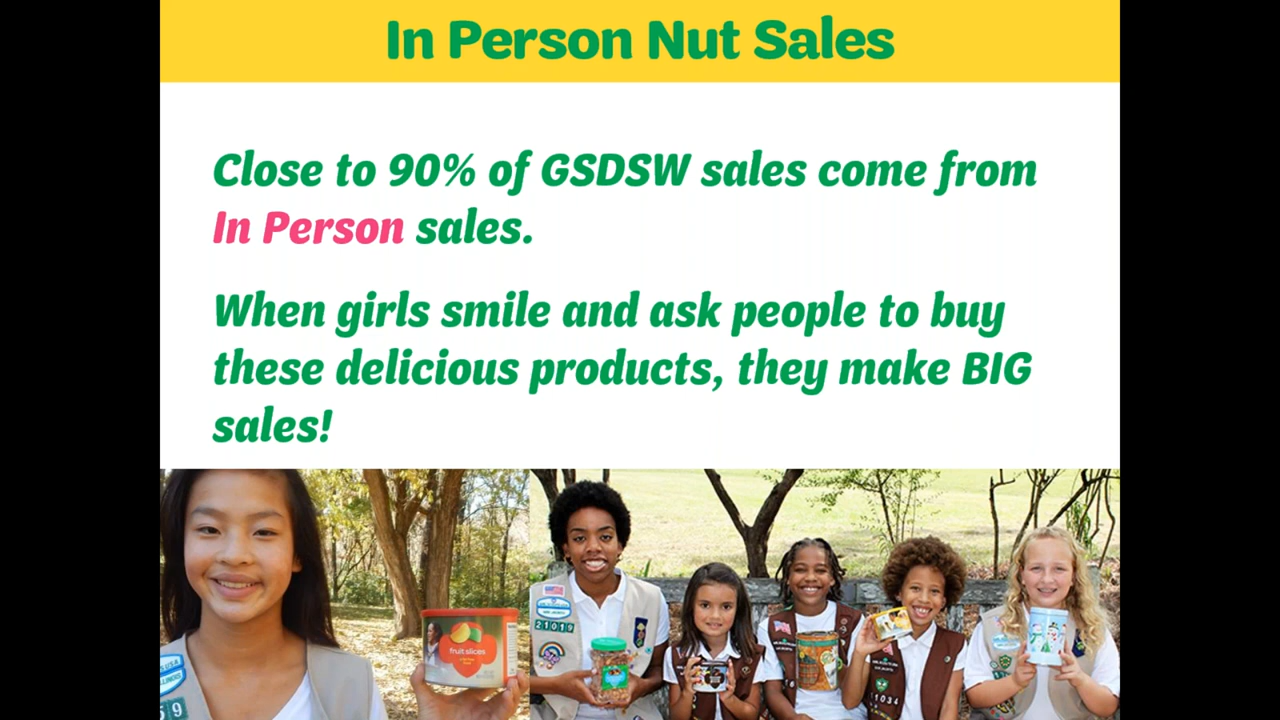 In Person Nut Sales
Close to 90% of GSDSW sales come from
In Person sales.
When girls smile and ask people to buy
these delicious products, they make BIG
sales!
fruit slices
21019